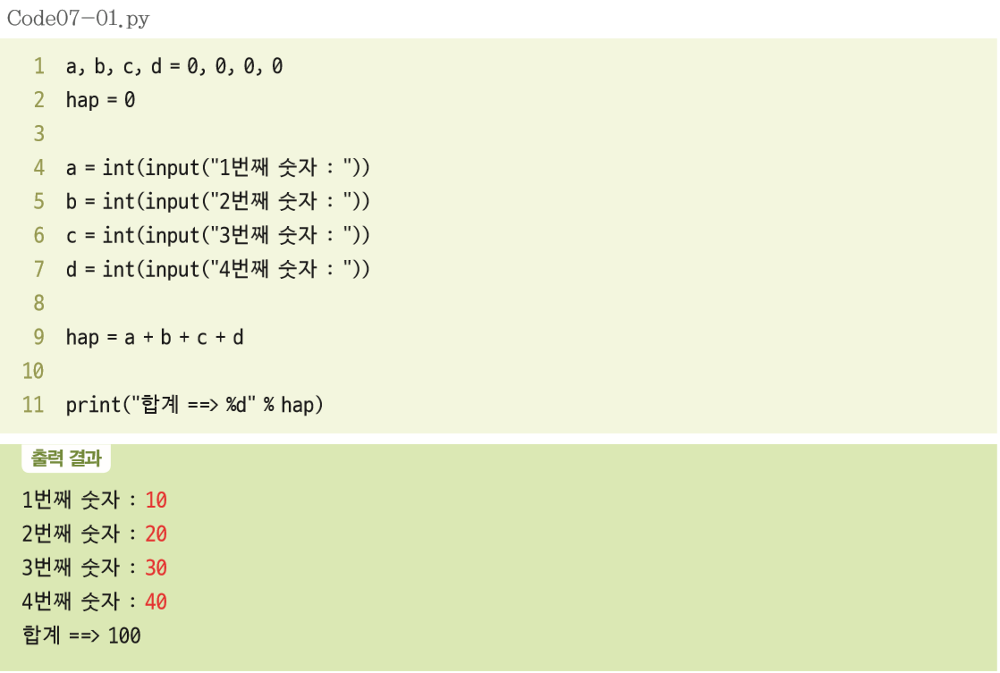 Code07-01.py
1 a, b, c, d = 0, 0, 0, 0
2 hap = 0
3
4 a = int(input("1번째 숫자 : "))
5 b = int(input("2번째 숫자 : "))
6 c = int(input("3번째 숫자 : "))
7 d = int(input("4번째 숫자 : "))
8
9 hap = a + b + c + d
10
11 print("합계 ==> %d" % hap)
출력 결과
1번째 숫자 : 10
2번째 숫자 : 20
3번째 숫자 : 30
4번째 숫자 : 40
합계 ==> 100